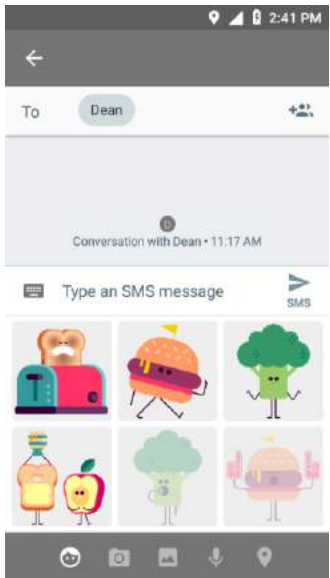 2:41 PM
To Dean
D
Conversation with Dean • 11:17 AM
Type an SMS message
SMS